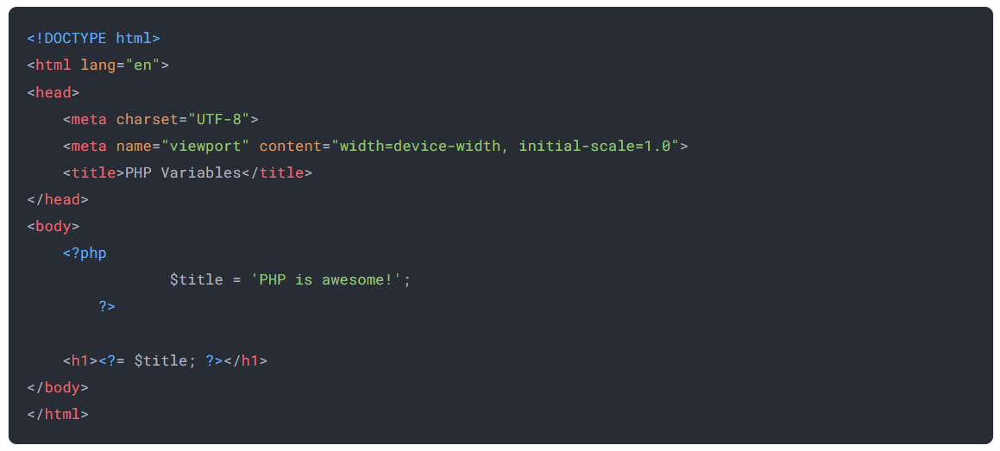 <!DOCTYPE html>
<html lang="en">
<head>
    <meta charset="UTF-8">
    <meta name="viewport" content="width=device-width, initial-scale=1.0">
    <title>PHP Variables</title>
</head>
<body>
    <?php
                $title = 'PHP is awesome!';
        ?>

    <h1><?= $title; ?></h1>
</body>
</html>